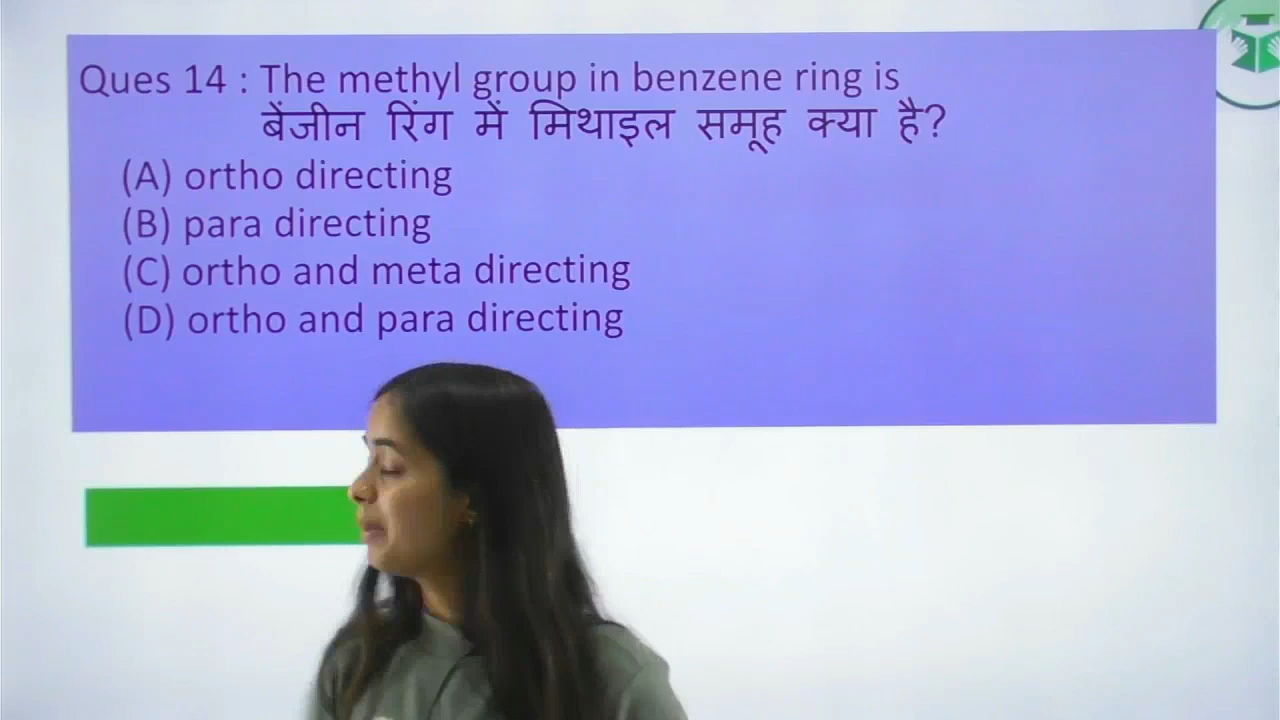 Ques 14 : The methyl group in benzene ring is
बेंजीन रिंग में मिथाइल समूह क्या है?
(A) ortho directing
(B) para directing
(C) ortho and meta directing
(D) ortho and para directing